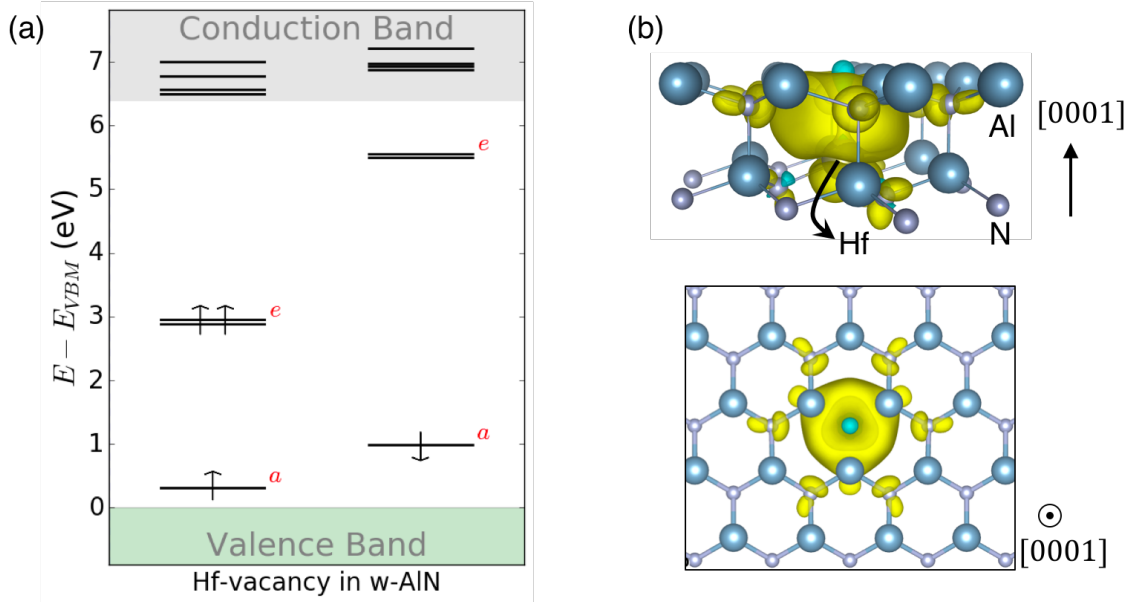 (a)
Conduction Band
7
6
5
4
3
2
1
0
E − E_VBM (eV)
e
e
a
a
Valence Band
Hf-vacancy in w-AlN
(b)
Al
[0001]
Hf
N
[0001]